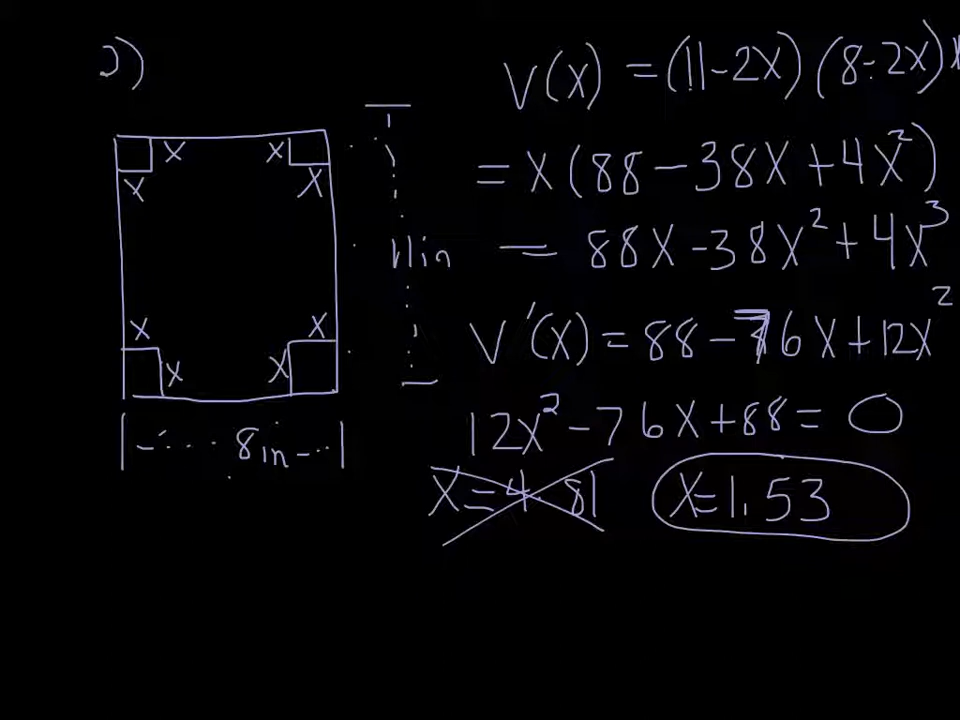 2)
x x
x x
11in
x x
x x
8in
V(x) = (11-2x)(8-2x)x
= x(88-38x+4x²)
= 88x-38x²+4x³
V'(x) = 88-76x+12x²
12x²-76x+88=0
x=4.81 x=1.53